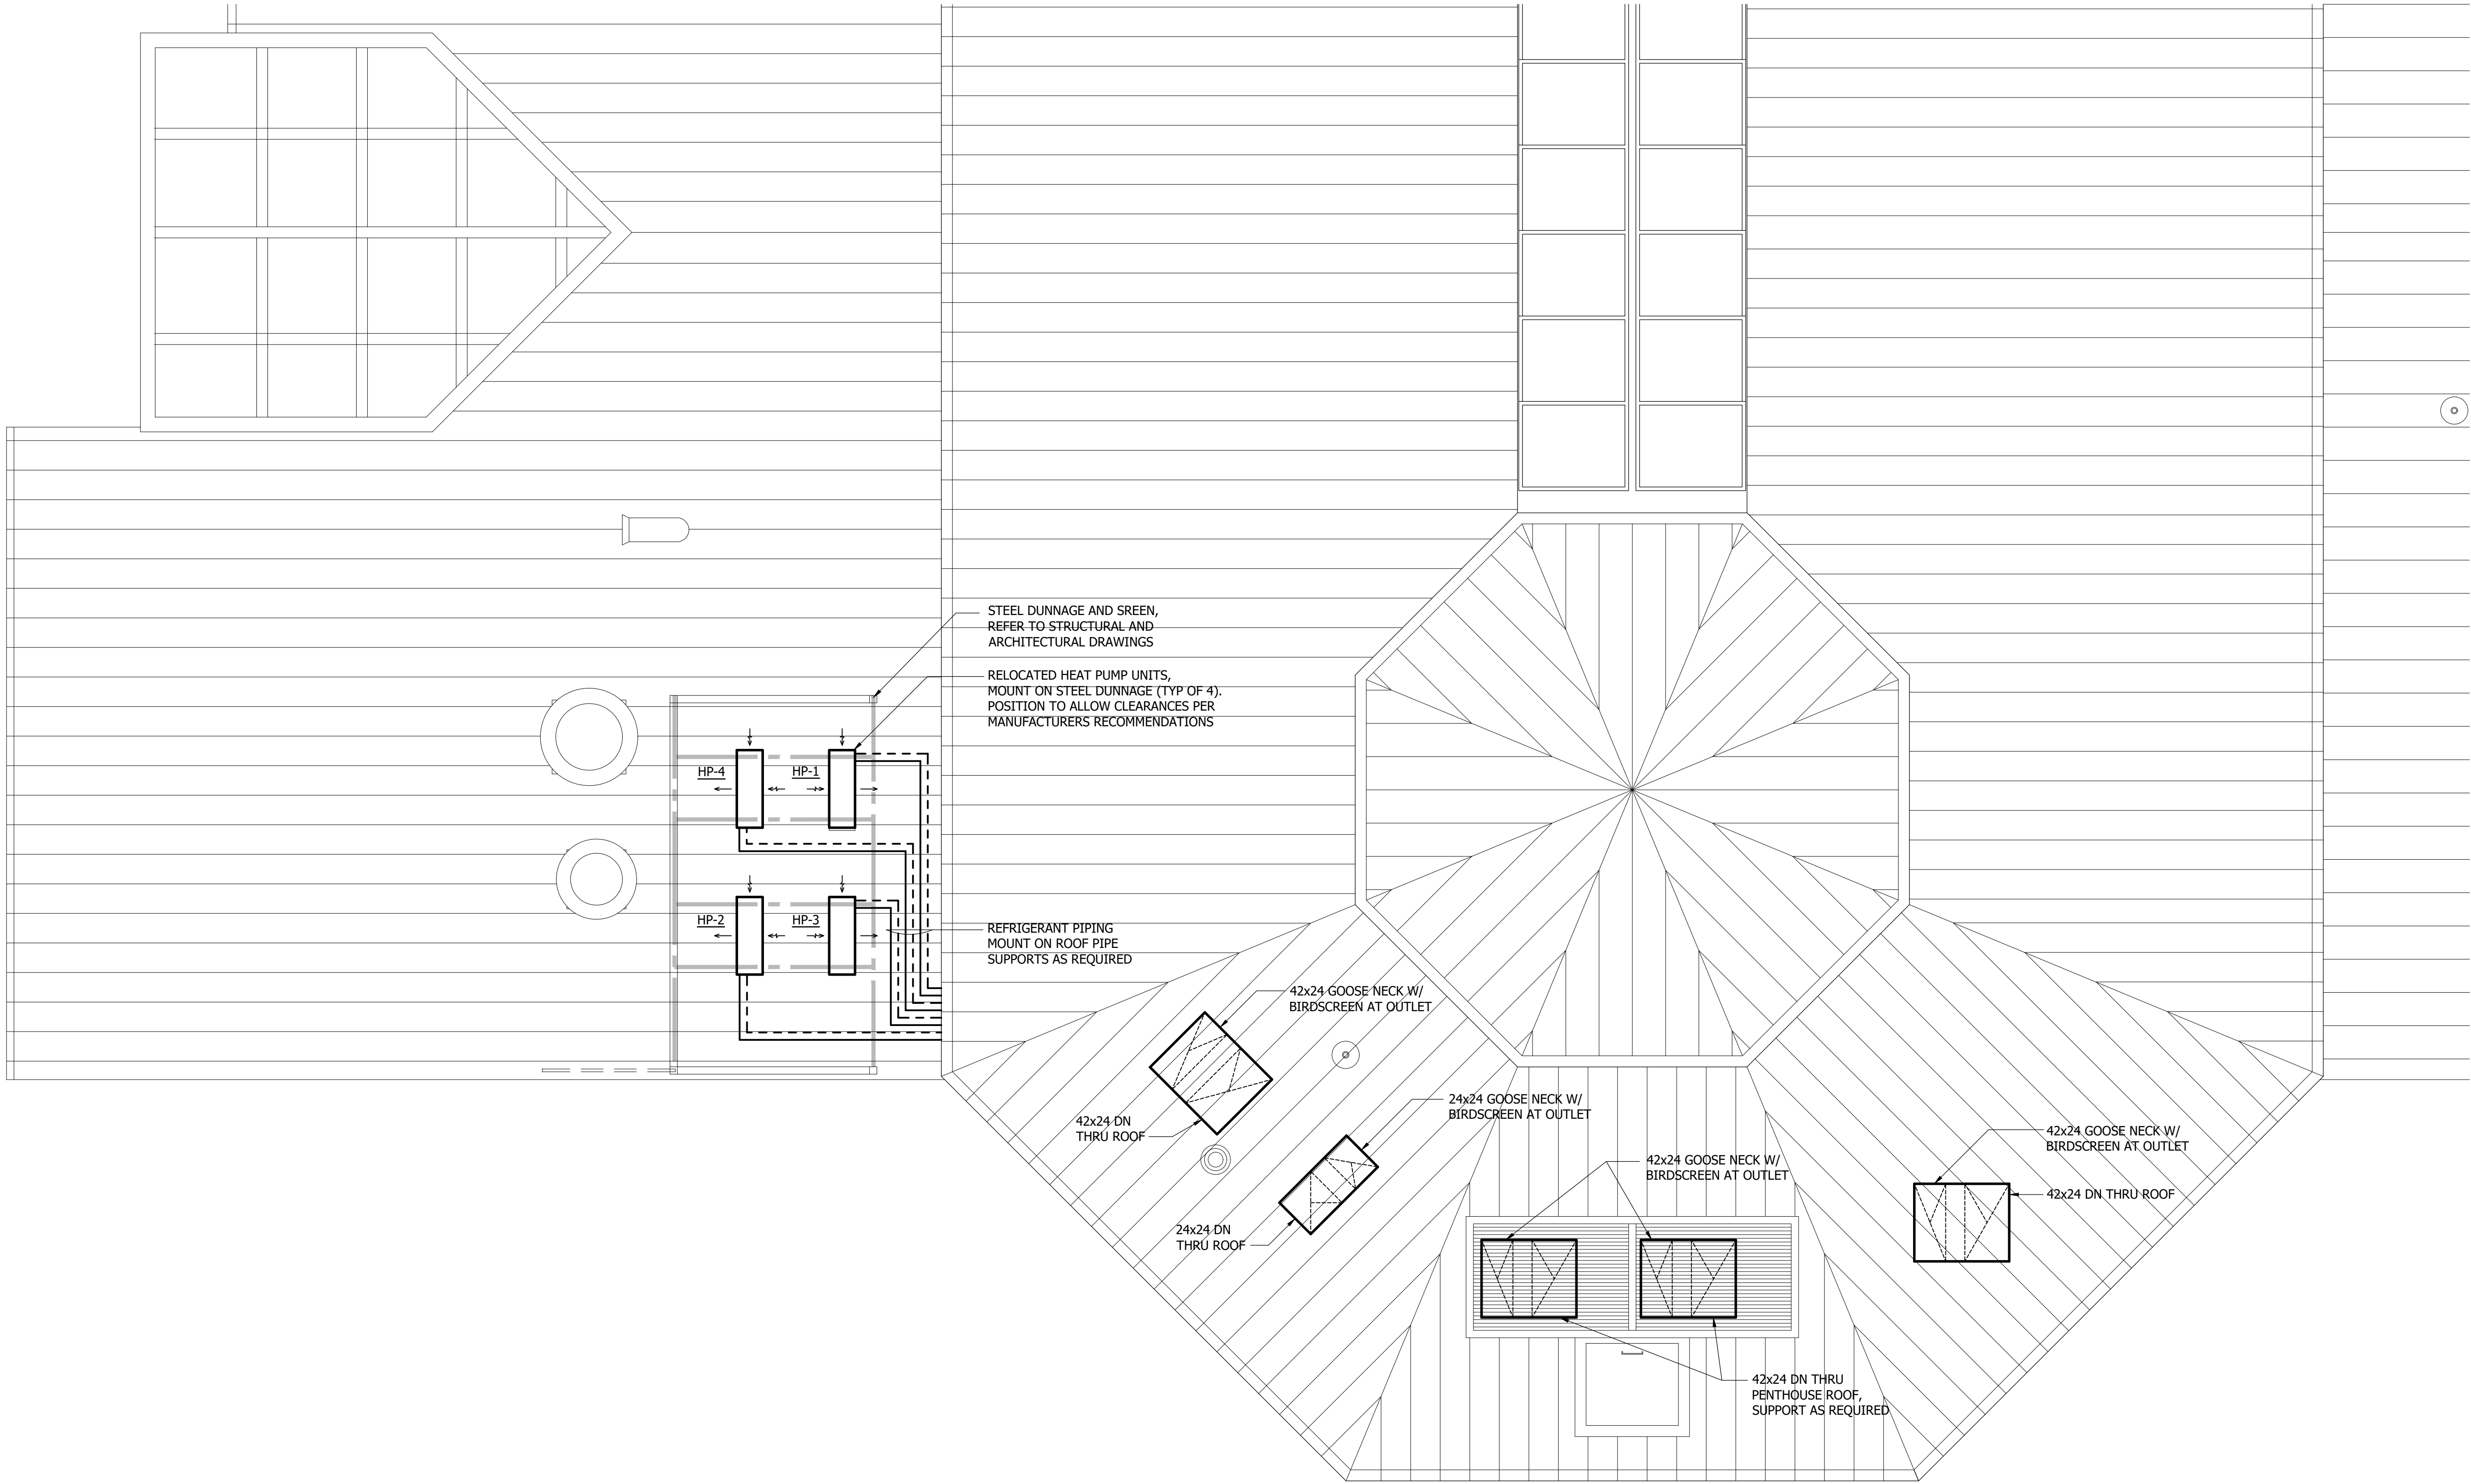 STEEL DUNNAGE AND SREEN,
REFER TO STRUCTURAL AND
ARCHITECTURAL DRAWINGS
RELOCATED HEAT PUMP UNITS,
MOUNT ON STEEL DUNNAGE (TYP OF 4).
POSITION TO ALLOW CLEARANCES PER
MANUFACTURERS RECOMMENDATIONS
HP-4
HP-1
HP-2
HP-3
REFRIGERANT PIPING
MOUNT ON ROOF PIPE
SUPPORTS AS REQUIRED
42x24 GOOSE NECK W/
BIRDSCREEN AT OUTLET
42x24 DN
THRU ROOF
24x24 GOOSE NECK W/
BIRDSCREEN AT OUTLET
24x24 DN
THRU ROOF
42x24 GOOSE NECK W/
BIRDSCREEN AT OUTLET
42x24 GOOSE NECK W/
BIRDSCREEN AT OUTLET
42x24 DN THRU ROOF
42x24 DN THRU
PENTHOUSE ROOF,
SUPPORT AS REQUIRED